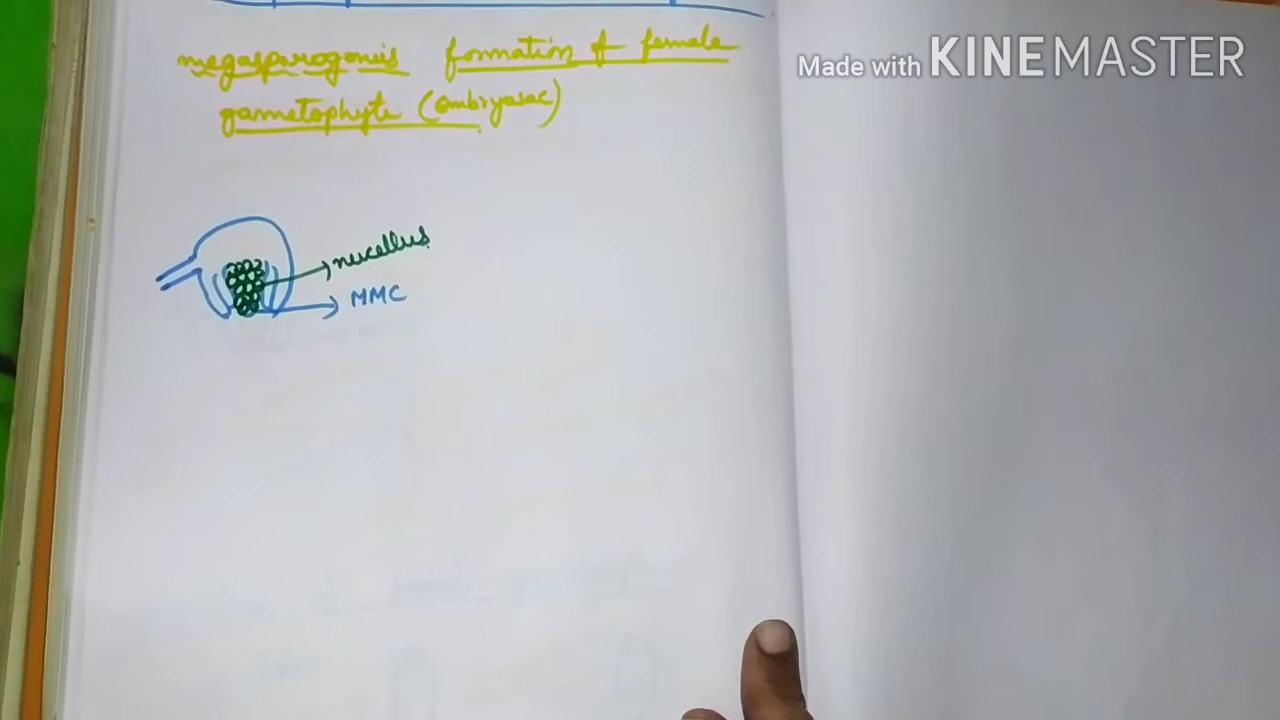 megasporogenesis formation of female
gametophyte (embryosac)
Made with KINEMASTER
nucellus
MMC